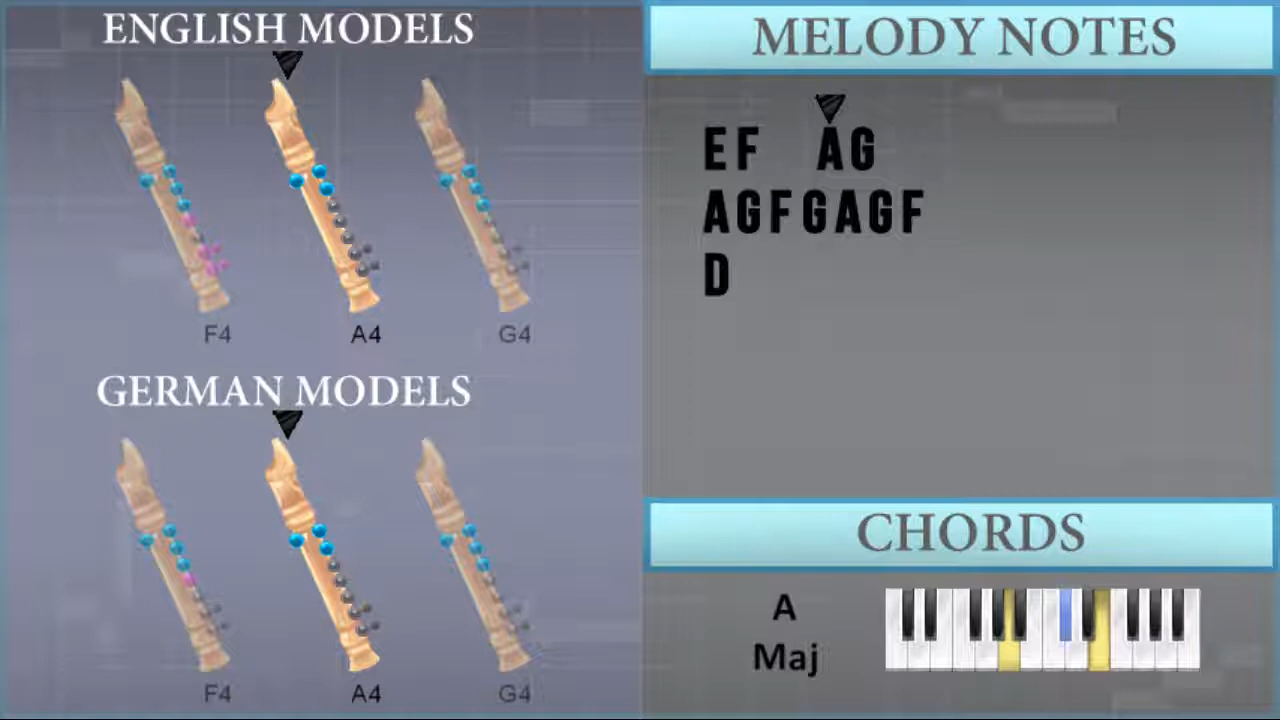 ENGLISH MODELS
F4 A4 G4
GERMAN MODELS
F4 A4 G4
MELODY NOTES
EF AG
AGFGAGF
D
CHORDS
A
Maj